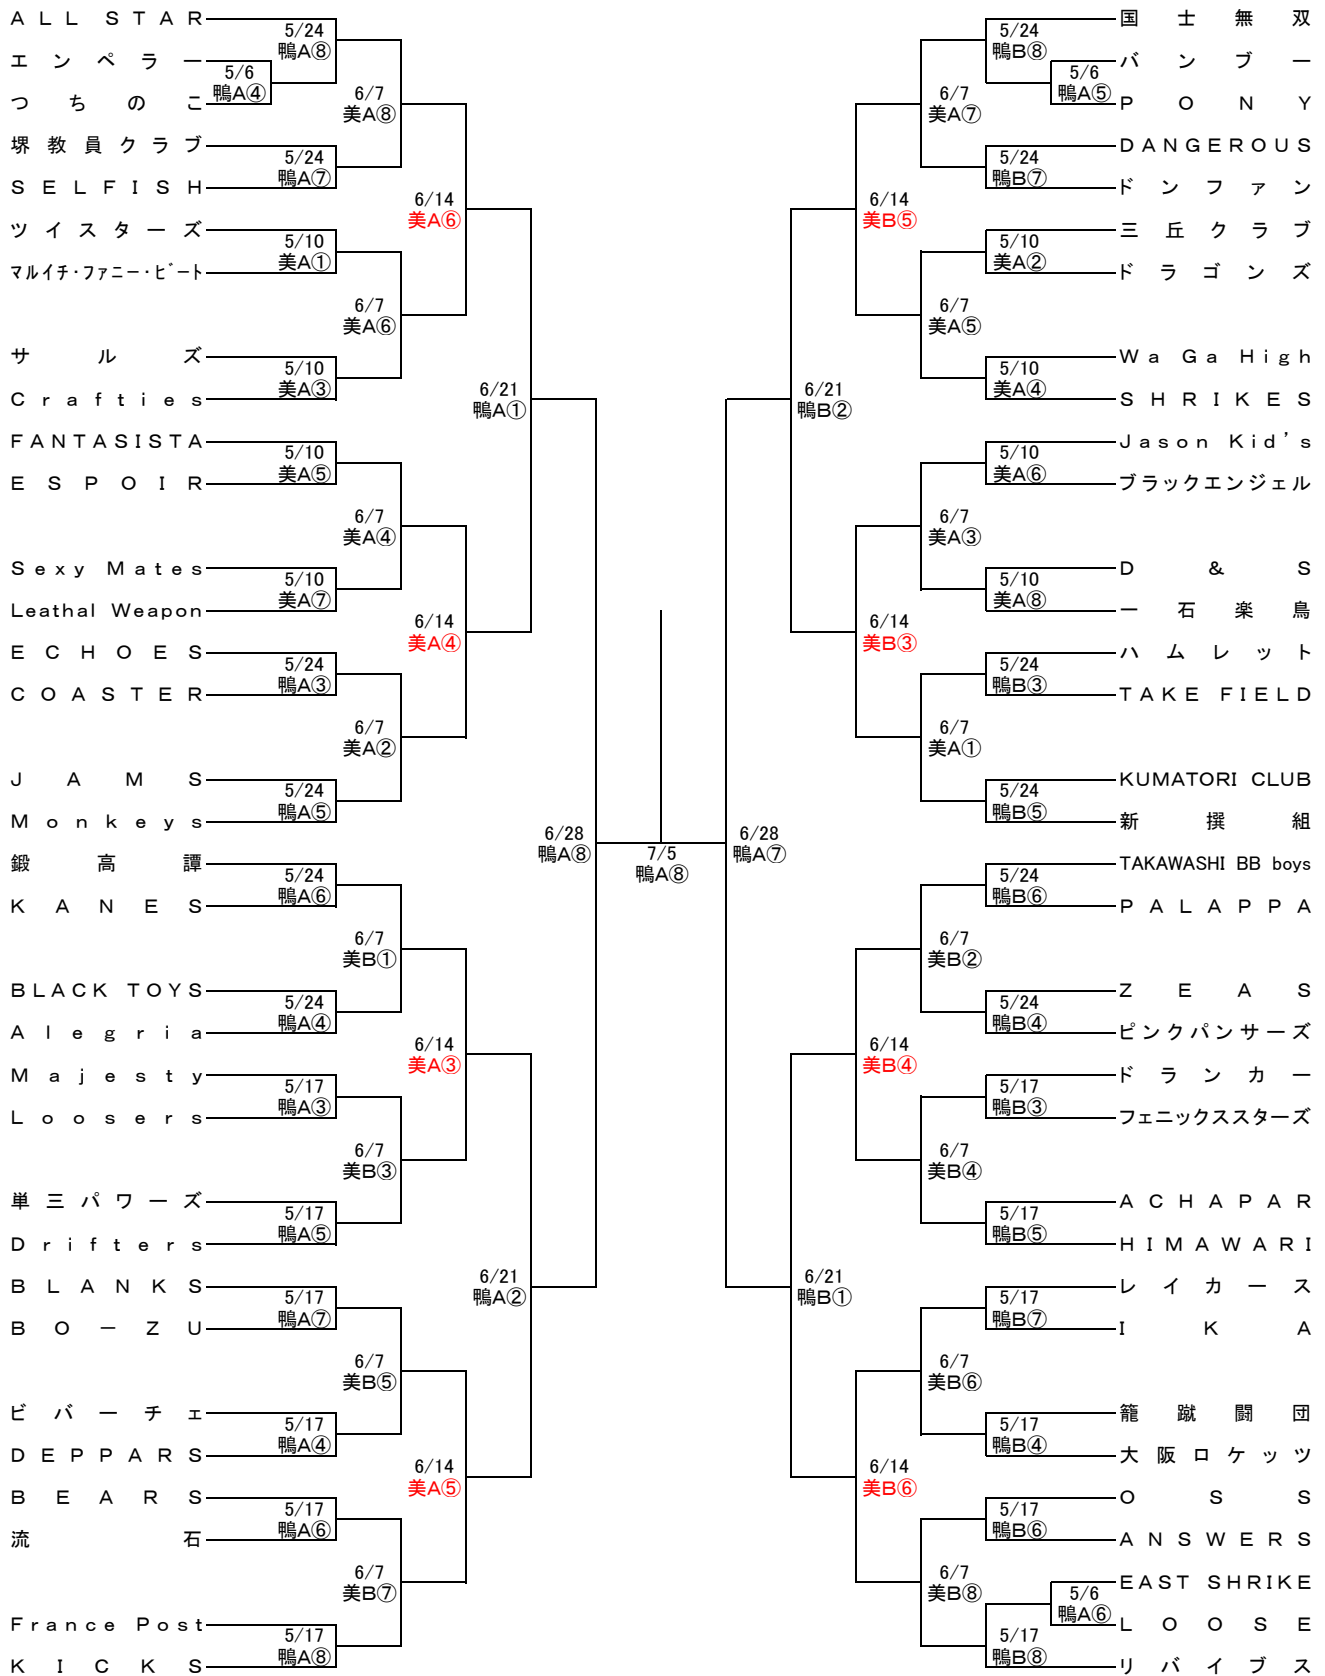 ALL STAR
5/24
鴨A⑧
エンペラー
5/6
鴨A④
つちのこ
6/7
美A⑧
堺教員クラブ
5/24
鴨A⑦
SELFISH
6/14
美A⑥
ツイスターズ
5/10
美A①
マルイチ・ファニー・ビート
6/7
美A⑥
サルズ
5/10
美A③
Crafties
6/21
鴨A①
FANTASISTA
5/10
美A⑤
ESPOIR
6/7
美A④
Sexy Mates
5/10
美A⑦
Leathal Weapon
6/14
美A④
ECHOES
5/24
鴨A③
COASTER
6/7
美A②
JAMS
5/24
鴨A⑤
Monkeys
6/28
鴨A⑧
鍛高譚
5/24
鴨A⑥
KANES
6/7
美B①
BLACK TOYS
5/24
鴨A④
Alegria
6/14
美A③
Majesty
5/17
鴨A③
Loosers
6/7
美B③
単三パワーズ
5/17
鴨A⑤
Drifters
6/21
鴨A②
BLANKS
5/17
鴨A⑦
BO－ZU
6/7
美B⑤
ビバーチェ
5/17
鴨A④
DEPPARS
6/14
美A⑤
BEARS
5/17
鴨A⑥
流石
6/7
美B⑦
France Post
5/17
鴨A⑧
KICKS
7/5
鴨A⑧
国士無双
5/24
鴨B⑧
バンブー
5/6
鴨A⑤
PONY
6/7
美A⑦
DANGEROUS
5/24
鴨B⑦
ドンファン
6/14
美B⑤
三丘クラブ
5/10
美A②
ドラゴンズ
6/7
美A⑤
Wa Ga High
5/10
美A④
SHRIKES
6/21
鴨B②
Jason Kid's
5/10
美A⑥
ブラックエンジェル
6/7
美A③
D&S
5/10
美A⑧
一石楽鳥
6/14
美B③
ハムレット
5/24
鴨B③
TAKE FIELD
6/7
美A①
KUMATORI CLUB
5/24
鴨B⑤
新撰組
6/28
鴨A⑦
TAKAWASHI BB boys
5/24
鴨B⑥
PALAPPA
6/7
美B②
ZEAS
5/24
鴨B④
ピンクパンサーズ
6/14
美B④
ドランカー
5/17
鴨B③
フェニックススターズ
6/7
美B④
ACHAPAR
5/17
鴨B⑤
HIMAWARI
6/21
鴨B①
レイカース
5/17
鴨B⑦
IKA
6/7
美B⑥
籠蹴闘団
5/17
鴨B④
大阪ロケッツ
6/14
美B⑥
OSS
5/17
鴨B⑥
ANSWERS
6/7
美B⑧
EAST SHRIKE
5/6
鴨A⑥
LOOSE
5/17
鴨B⑧
リバイブス